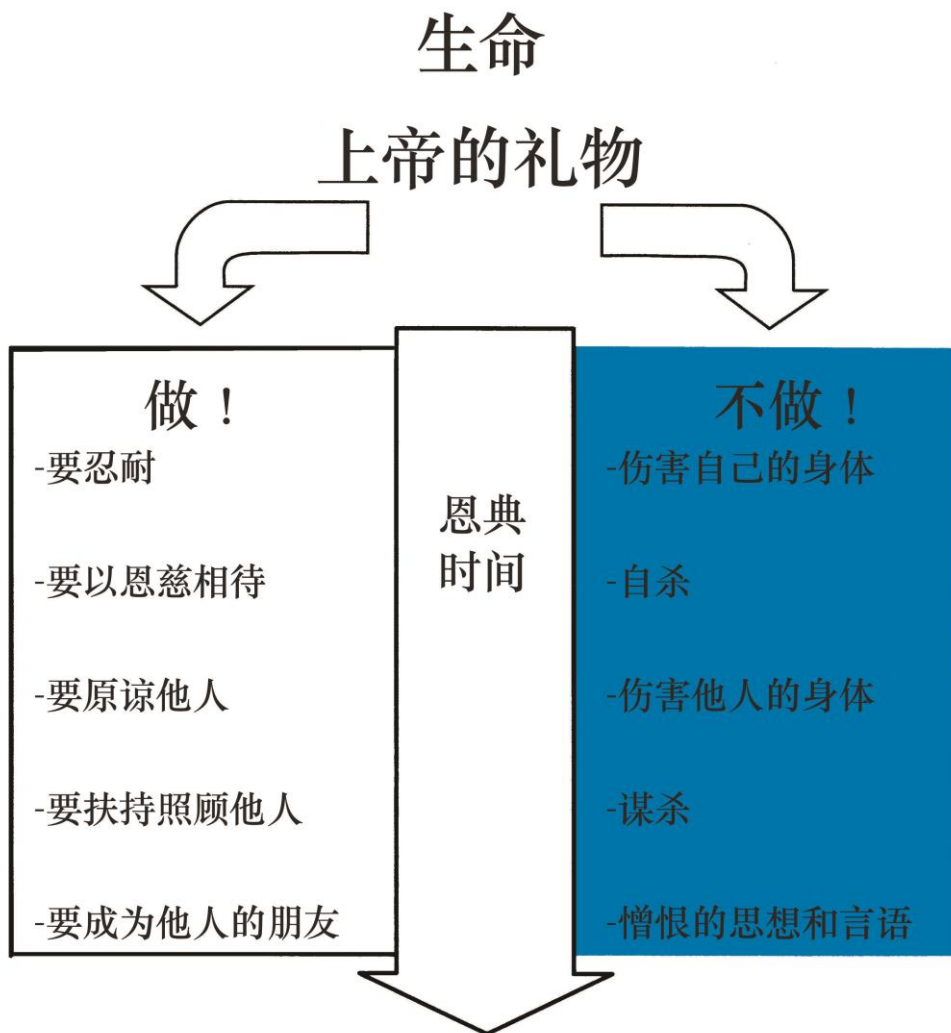 生命
上帝的礼物
做！
-要忍耐
-要以恩慈相待
-要原谅他人
-要扶持照顾他人
-要成为他人的朋友
恩典
时间
不做！
-伤害自己的身体
-自杀
-伤害他人的身体
-谋杀
-憎恨的思想和言语